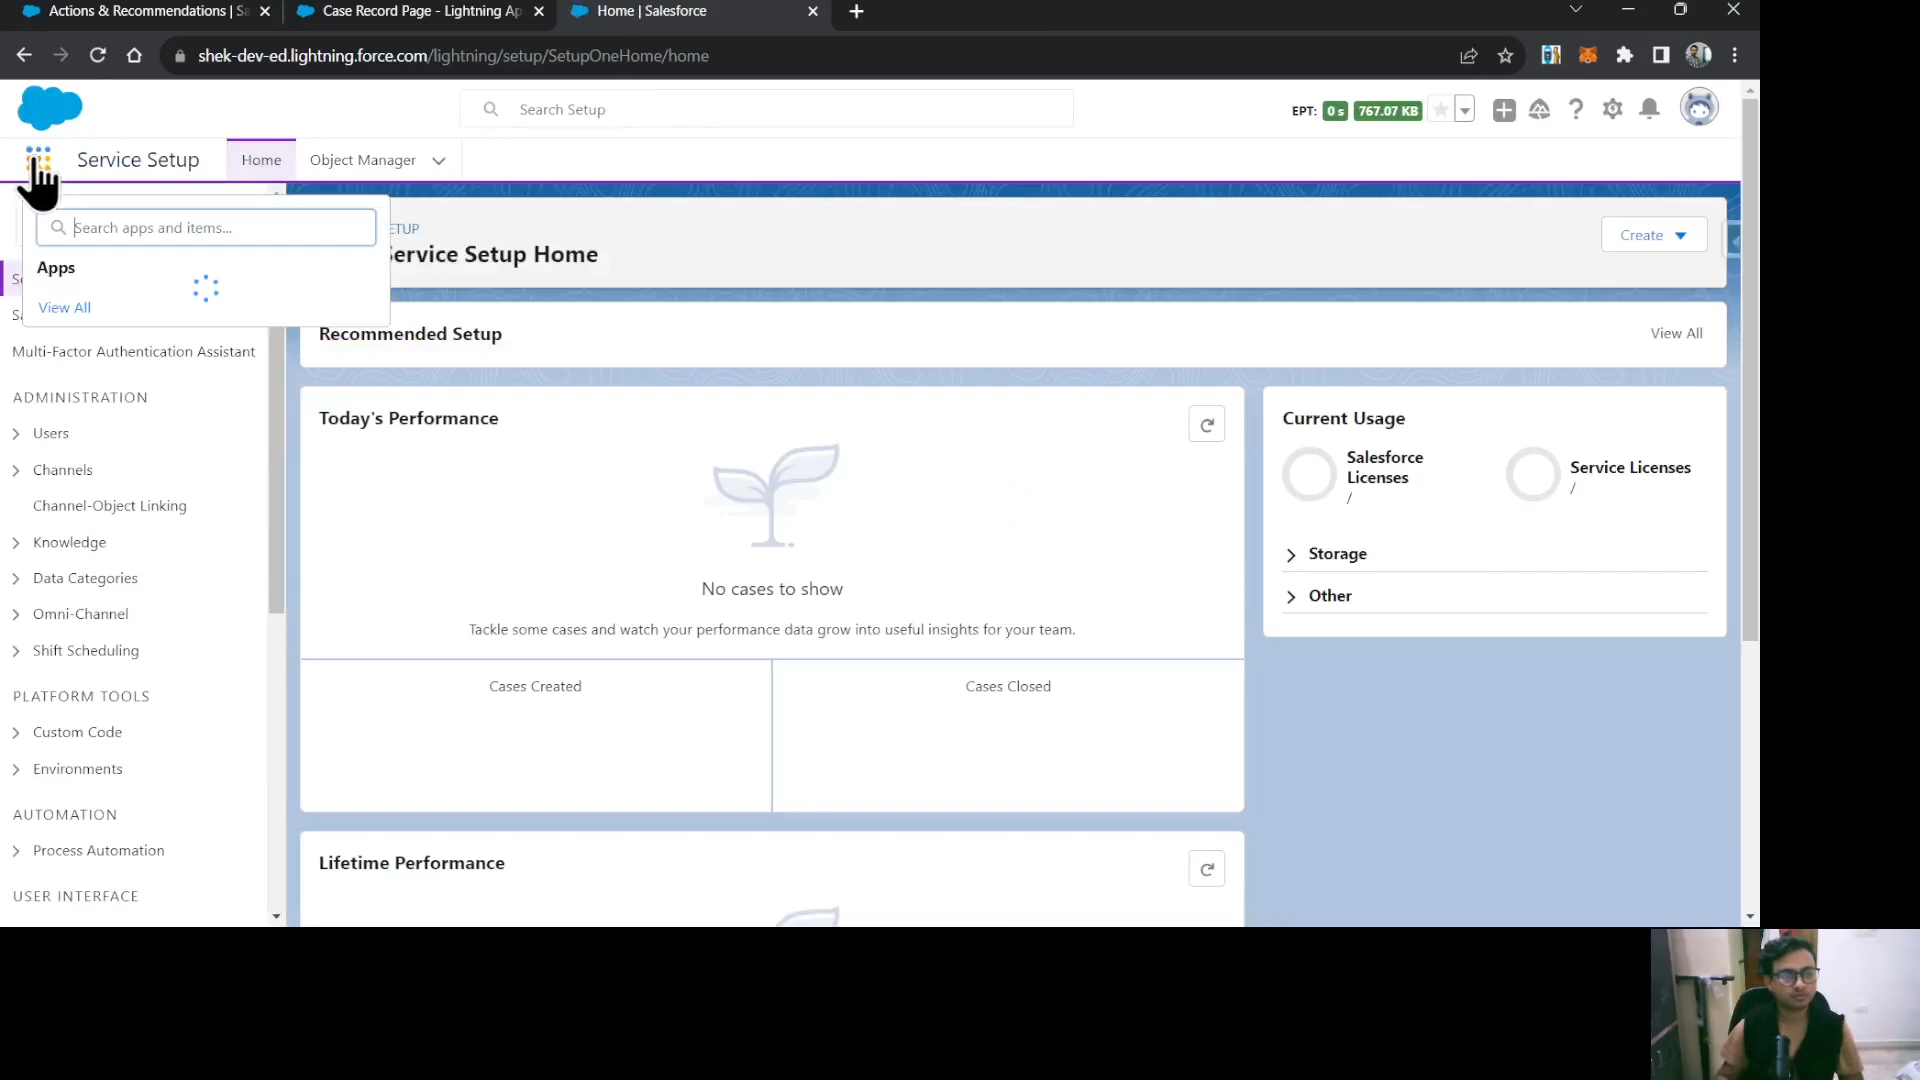 Actions & Recommendations | Sa
Case Record Page - Lightning Ap
Home | Salesforce
shek-dev-ed.lightning.force.com/lightning/setup/SetupOneHome/home
Search Setup
EPT: 0 s 767.07 KB
Service Setup
Home
Object Manager
Search apps and items...
Apps
View All
ETUP
Service Setup Home
Create
Recommended Setup
View All
Multi-Factor Authentication Assistant
ADMINISTRATION
Users
Channels
Channel-Object Linking
Knowledge
Data Categories
Omni-Channel
Shift Scheduling
PLATFORM TOOLS
Custom Code
Environments
AUTOMATION
Process Automation
USER INTERFACE
Today's Performance
No cases to show
Tackle some cases and watch your performance data grow into useful insights for your team.
Cases Created
Cases Closed
Lifetime Performance
Current Usage
Salesforce
Licenses
/
Service Licenses
/
Storage
Other